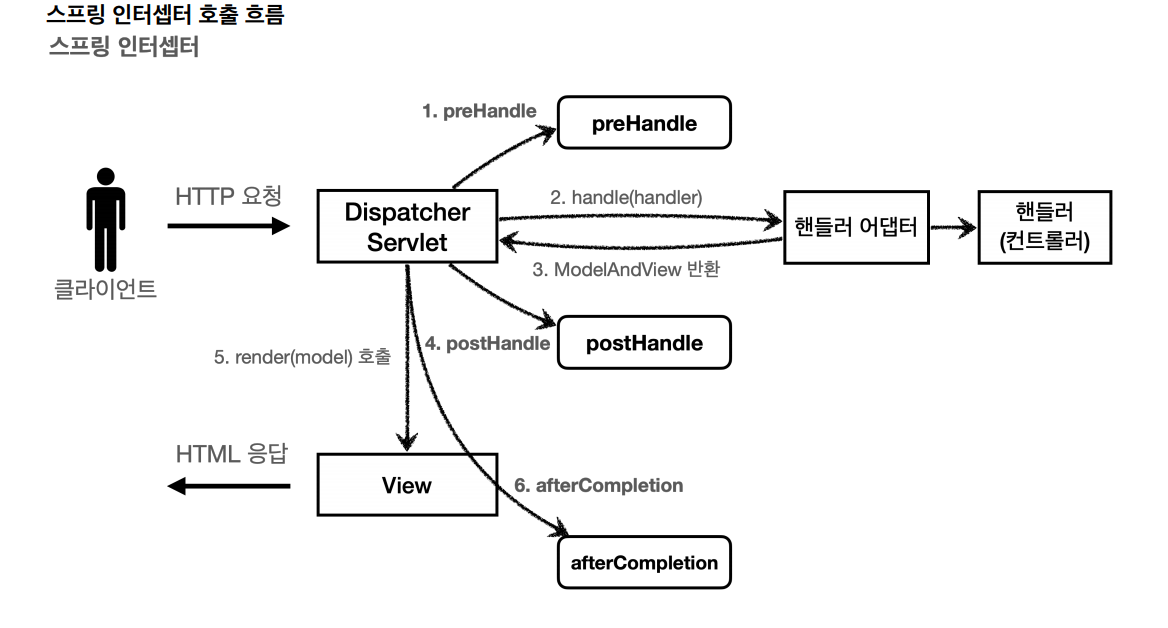 스프링 인터셉터 호출 흐름
스프링 인터셉터
1. preHandle
preHandle
HTTP 요청
클라이언트
Dispatcher
Servlet
2. handle(handler)
3. ModelAndView 반환
핸들러 어댑터
핸들러
(컨트롤러)
4. postHandle
postHandle
5. render(model) 호출
HTML 응답
View
6. afterCompletion
afterCompletion